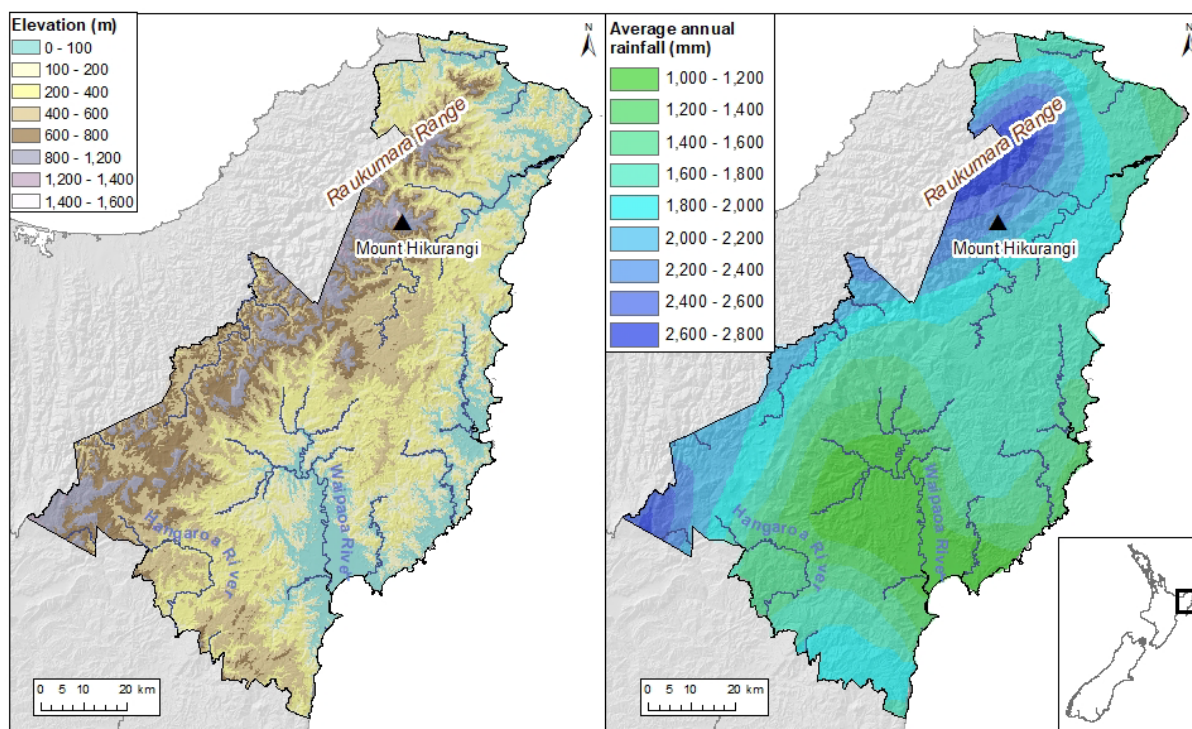 Elevation (m)
0 - 100
100 - 200
200 - 400
400 - 600
600 - 800
800 - 1,200
1,200 - 1,400
1,400 - 1,600
N
Raukumara Range
Mount Hikurangi
Waipaoa River
Hangaroa River
0 5 10 20 km
Average annual
rainfall (mm)
1,000 - 1,200
1,200 - 1,400
1,400 - 1,600
1,600 - 1,800
1,800 - 2,000
2,000 - 2,200
2,200 - 2,400
2,400 - 2,600
2,600 - 2,800
N
Raukumara Range
Mount Hikurangi
Waipaoa River
Hangaroa River
0 5 10 20 km